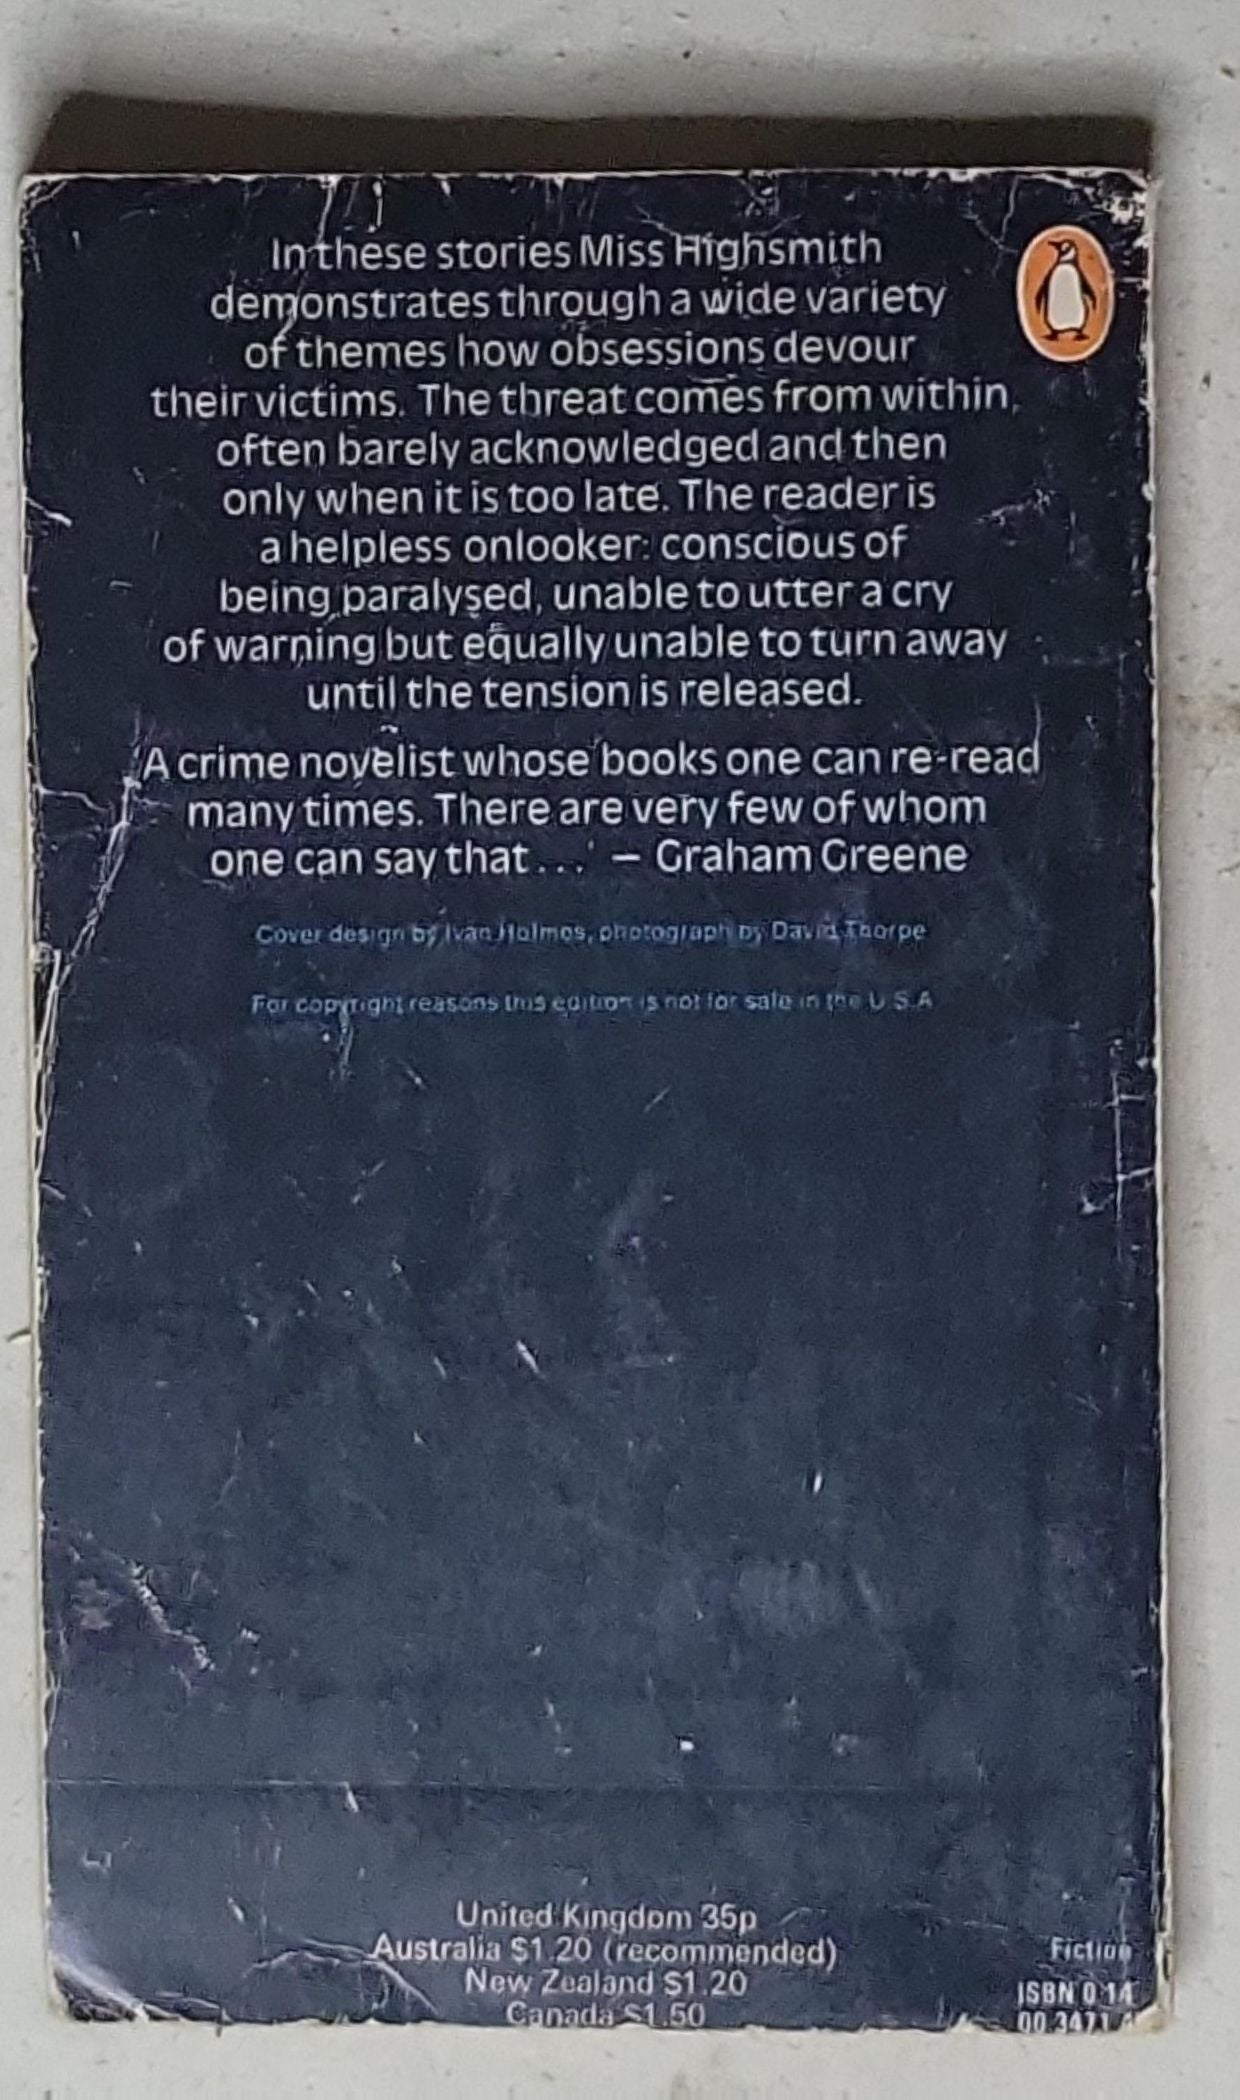 In these stories Miss Highsmith
demonstrates through a wide variety
of themes how obsessions devour
their victims. The threat comes from within,
often barely acknowledged and then
only when it is too late. The reader is
a helpless onlooker: conscious of
being paralysed, unable to utter a cry
of warning but equally unable to turn away
until the tension is released.
A crime novelist whose books one can re-read
many times. There are very few of whom
one can say that . . .' – Graham Greene
Cover design by Ivan Holmes, photograph by David Thorpe
For copyright reasons this edition is not for sale in the U.S.A.
United Kingdom 35p
Australia $1.20 (recommended)
New Zealand $1.20
Canada $1.50
Fiction
ISBN 0 14
00 3471 4